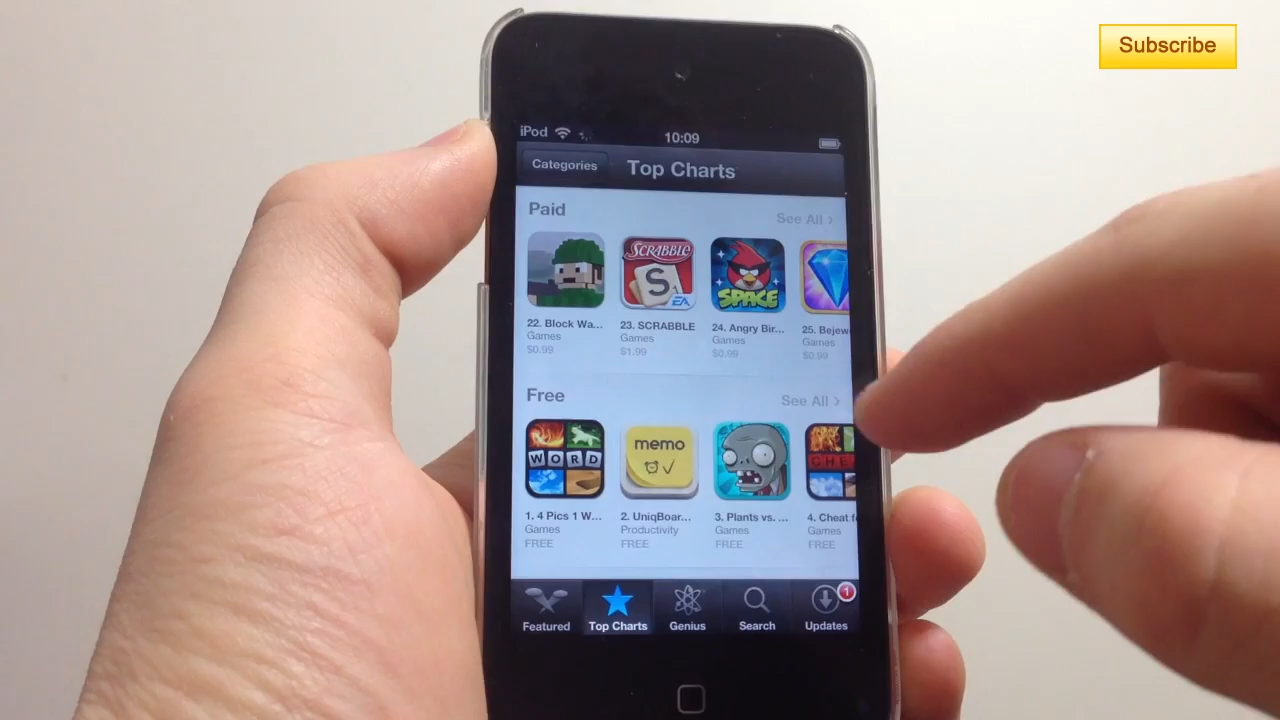 Subscribe
iPod 10:09
Categories Top Charts
Paid See All
SCRABBLE S EA SPACE
22. Block Wa... 23. SCRABBLE 24. Angry Bir... 25. Bejew
Games Games Games Games
$0.99 $1.99 $0.99 $0.99
Free See All
WORD memo CHE
1. 4 Pics 1 W... 2. UniqBoar... 3. Plants vs. ... 4. Cheat f
Games Productivity Games Games
FREE FREE FREE FREE
1
Featured Top Charts Genius Search Updates